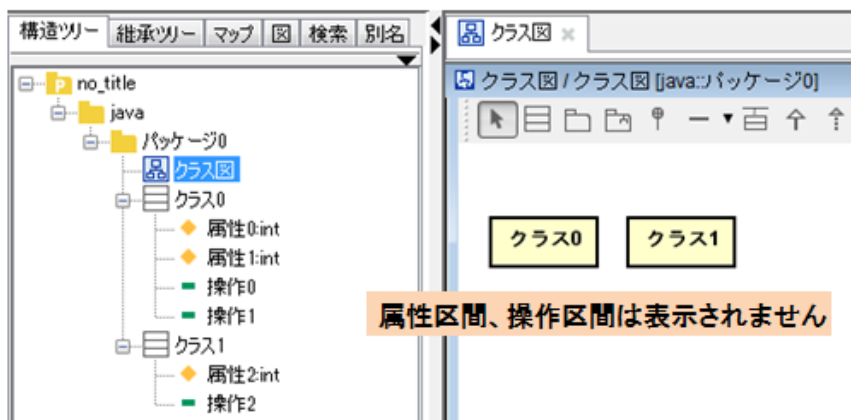 構造ツリー 継承ツリー マップ 図 検索 別名
no_title
java
パッケージ0
クラス図
クラス0
属性0:int
属性1:int
操作0
操作1
クラス1
属性2:int
操作2
クラス図
クラス図 / クラス図 [java::パッケージ0]
クラス0 クラス1
属性区間、操作区間は表示されません